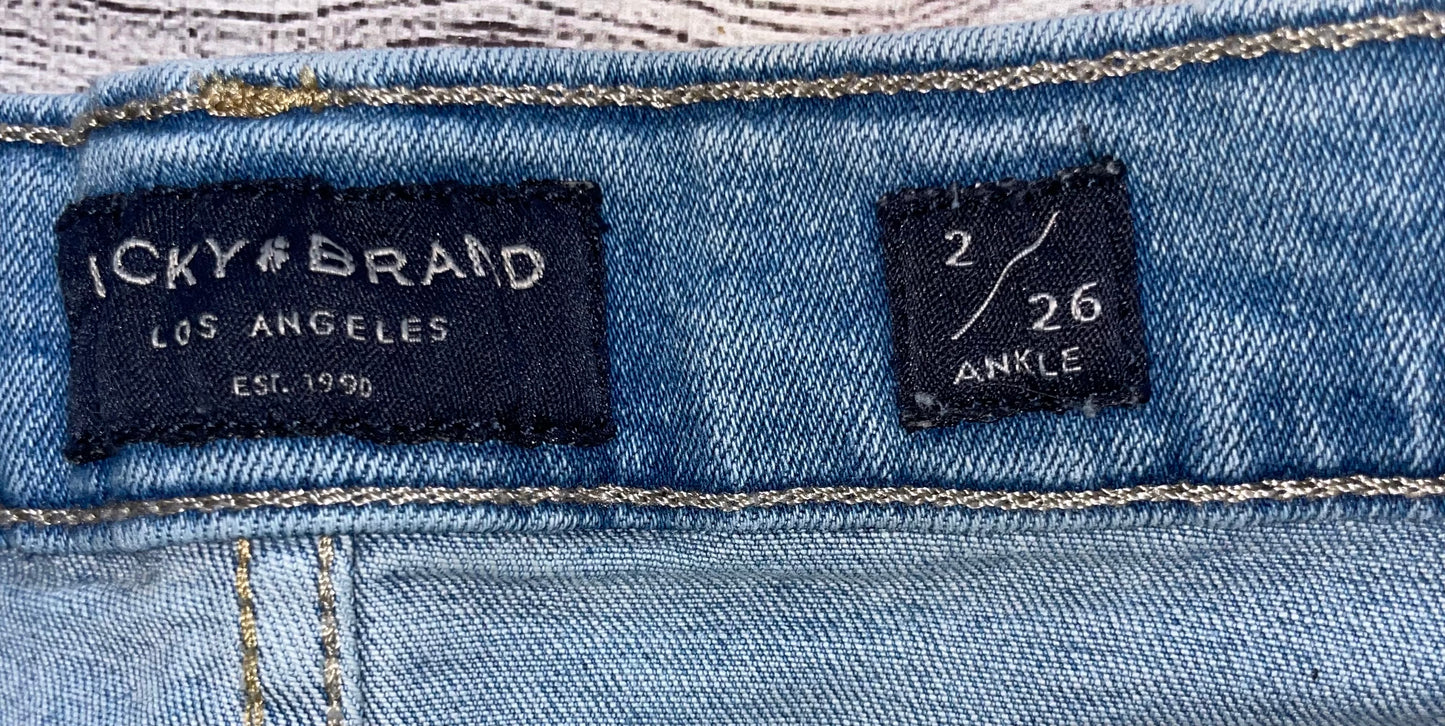 ICKY BRAND
LOS ANGELES
EST. 1990
2
26
ANKLE